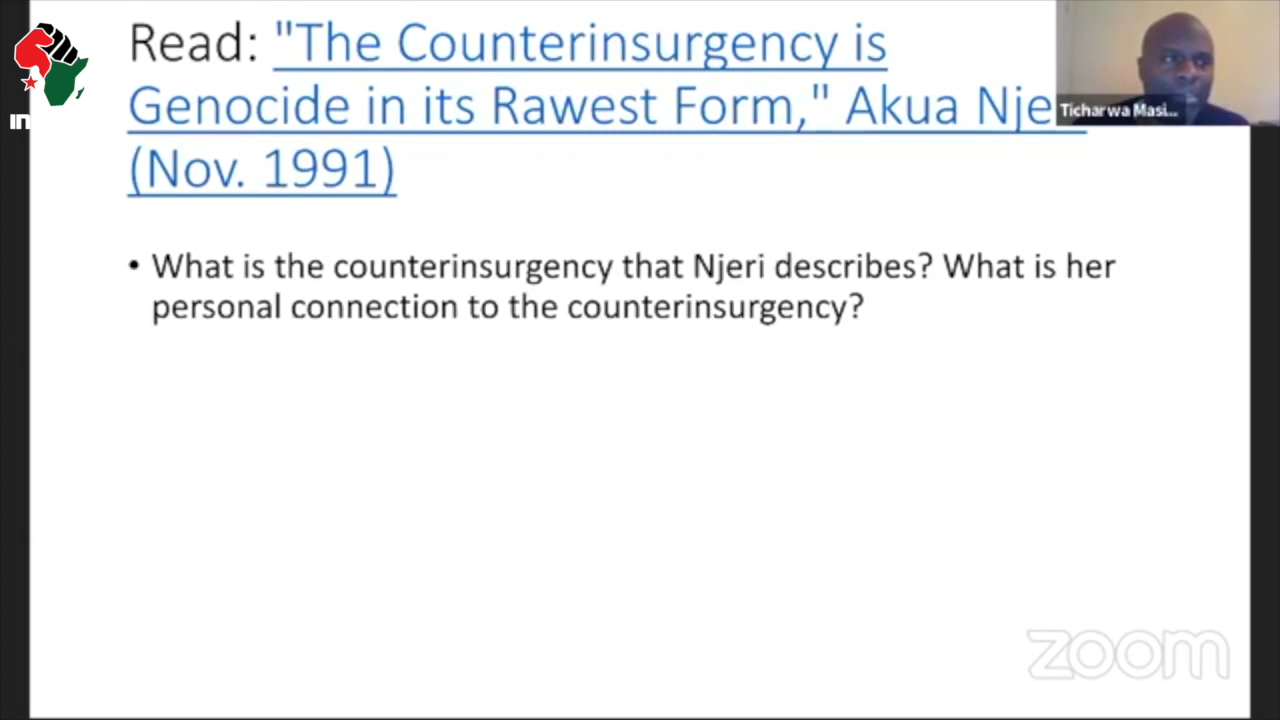 Read: "The Counterinsurgency is
Genocide in its Rawest Form," Akua Nje
(Nov. 1991)
Ticharwa Masi...
IN
• What is the counterinsurgency that Njeri describes? What is her
personal connection to the counterinsurgency?
zoom